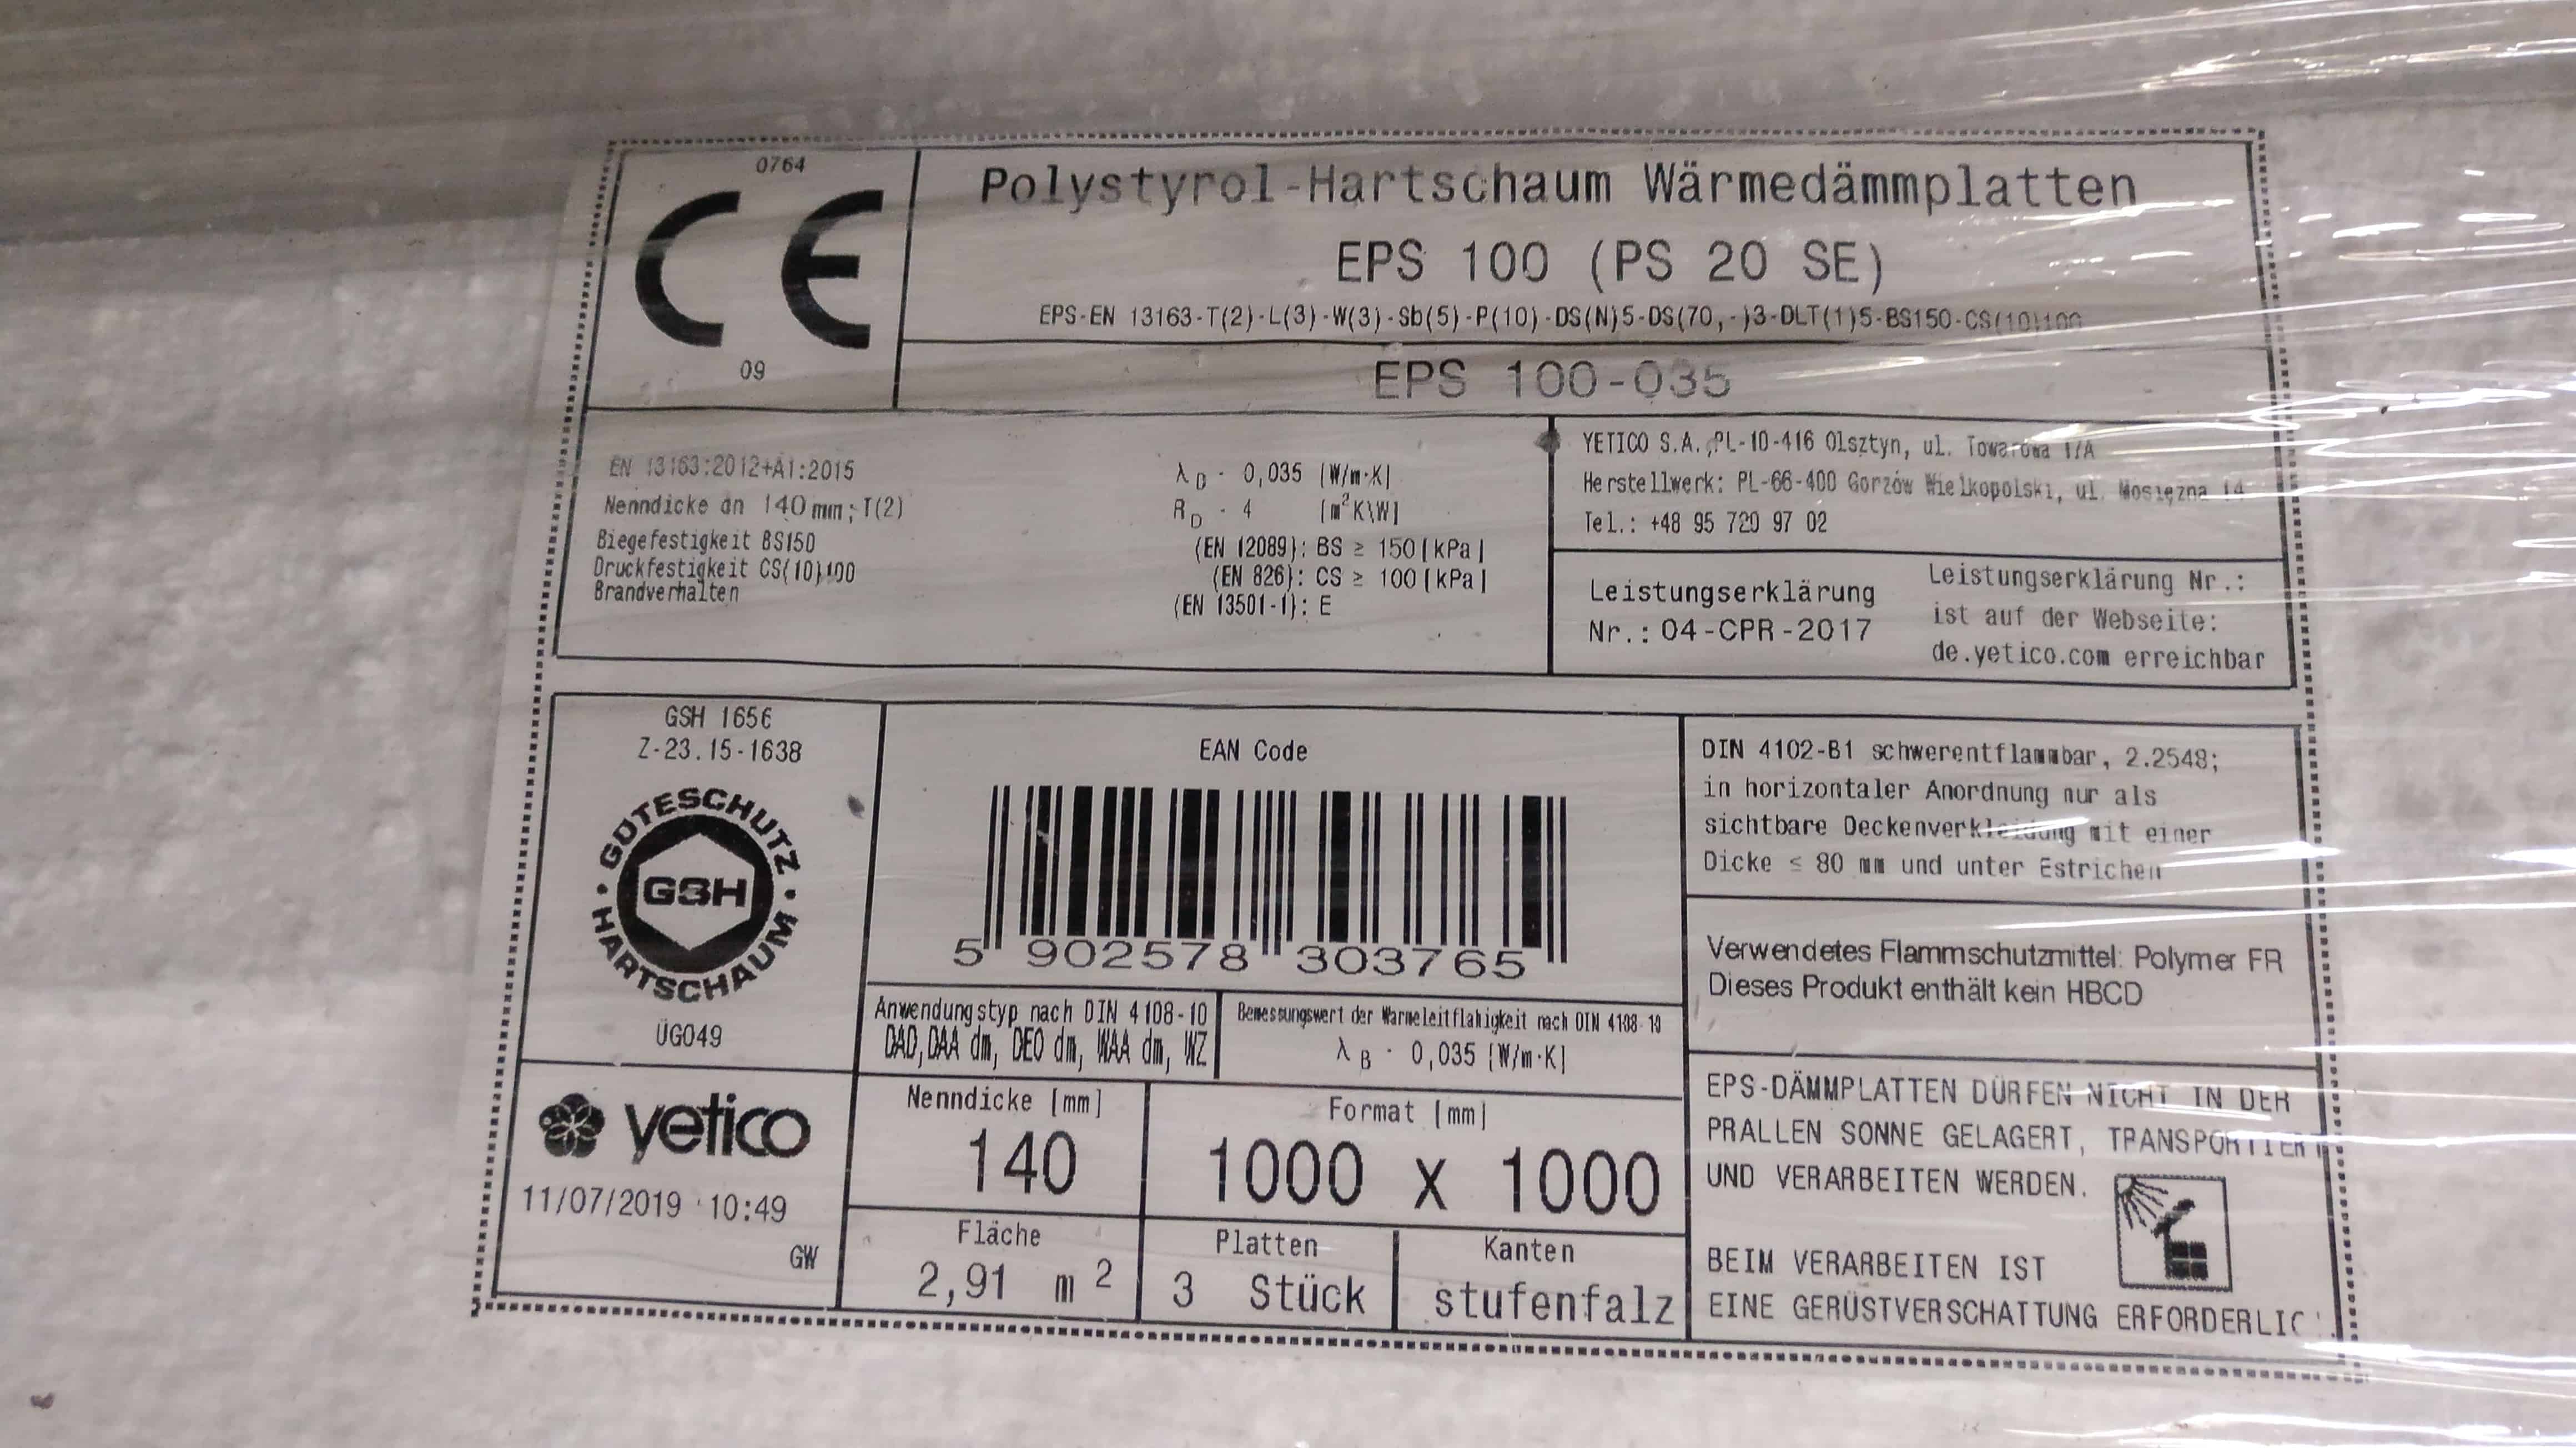 0764
CE
09
Polystyrol-Hartschaum Wärmedämmplatten
EPS 100 (PS 20 SE)
EPS-EN 13163-T(2)-L(3)-W(3)-Sb(5)-P(10)-DS(N)5-DS(70,-)3-DLT(1)5-BS150-CS(10)100
EPS 100-035
EN 13163:2012+A1:2015
Nenndicke dn 140 mm; T(2)
Biegefestigkeit BS150
Druckfestigkeit CS(10)100
Brandverhalten
λD - 0,035 [W/m·K]
RD - 4 [m²K\W]
(EN 12089): BS ≥ 150 [kPa]
(EN 826): CS ≥ 100 [kPa]
(EN 13501-1): E
YETICO S.A. ,PL-10-416 Olsztyn, ul. Towarowa 17A
Herstellwerk: PL-66-400 Gorzów Wielkopolski, ul. Mosiężna 14
Tel.: +48 95 720 97 02
Leistungserklärung
Nr.: 04-CPR-2017
Leistungserklärung Nr.:
ist auf der Webseite:
de.yetico.com erreichbar
GSH 1656
Z-23.15-1638
GÜTESCHUTZ
GSH
HARTSCHAUM
ÜG049
EAN Code
5 902578 303765
Anwendungstyp nach DIN 4108-10
DAD, DAA dm, DEO dm, WAA dm, WZ
Bemessungswert der Warmeleitflahigkeit nach DIN 4108-10
λB - 0,035 [W/m·K]
DIN 4102-B1 schwerentflammbar, 2.2548;
in horizontaler Anordnung nur als
sichtbare Deckenverkleidung mit einer
Dicke ≤ 80 mm und unter Estrichen
Verwendetes Flammschutzmittel: Polymer FR
Dieses Produkt enthält kein HBCD
yetico
11/07/2019 10:49
GW
Nenndicke [mm]
140
Format [mm]
1000 x 1000
Fläche
2,91 m²
Platten
3 Stück
Kanten
stufenfalz
EPS-DÄMMPLATTEN DÜRFEN NICHT IN DER
PRALLEN SONNE GELAGERT, TRANSPORTIERT
UND VERARBEITEN WERDEN.
BEIM VERARBEITEN IST
EINE GERÜSTVERSCHATTUNG ERFORDERLICH.